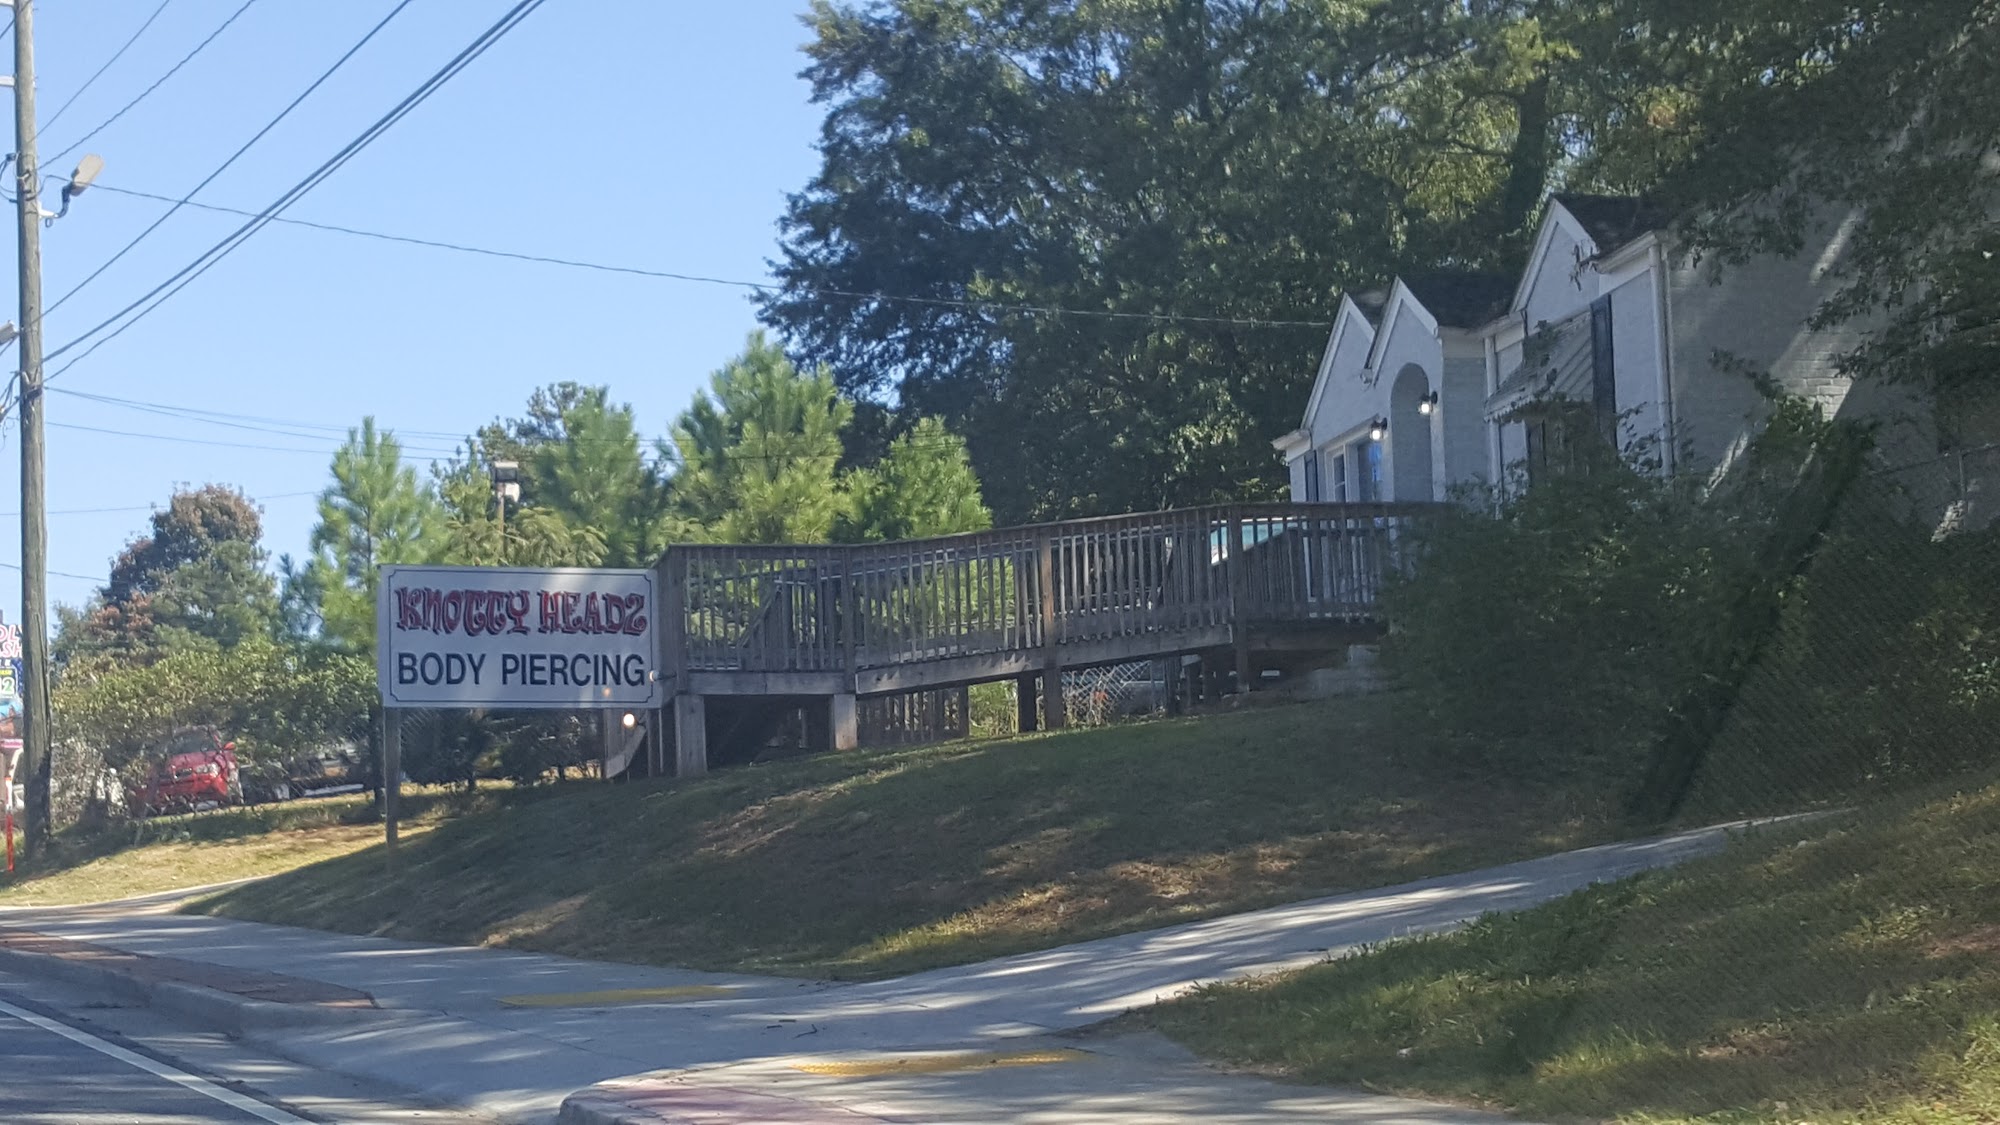 KNOTTY HEADZ
BODY PIERCING